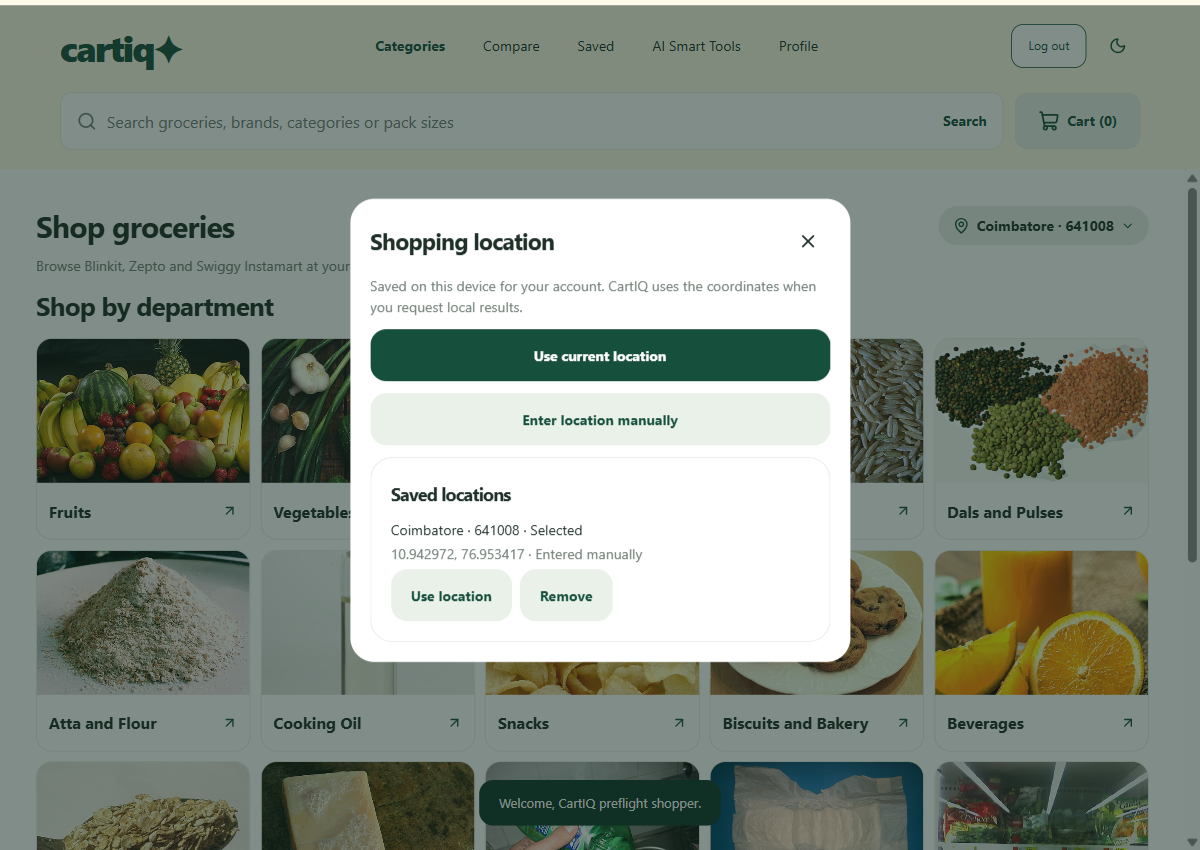 cartiq
Categories
Compare
Saved
AI Smart Tools
Profile
Log out
Search groceries, brands, categories or pack sizes
Search
Cart (0)
Shop groceries
Coimbatore · 641008
Browse Blinkit, Zepto and Swiggy Instamart at your
Shop by department
Shopping location
Saved on this device for your account. CartIQ uses the coordinates when
you request local results.
Use current location
Enter location manually
Saved locations
Coimbatore · 641008 · Selected
10.942972, 76.953417 · Entered manually
Use location
Remove
Fruits
Vegetables
Dals and Pulses
Atta and Flour
Cooking Oil
Snacks
Biscuits and Bakery
Beverages
Welcome, CartIQ preflight shopper.